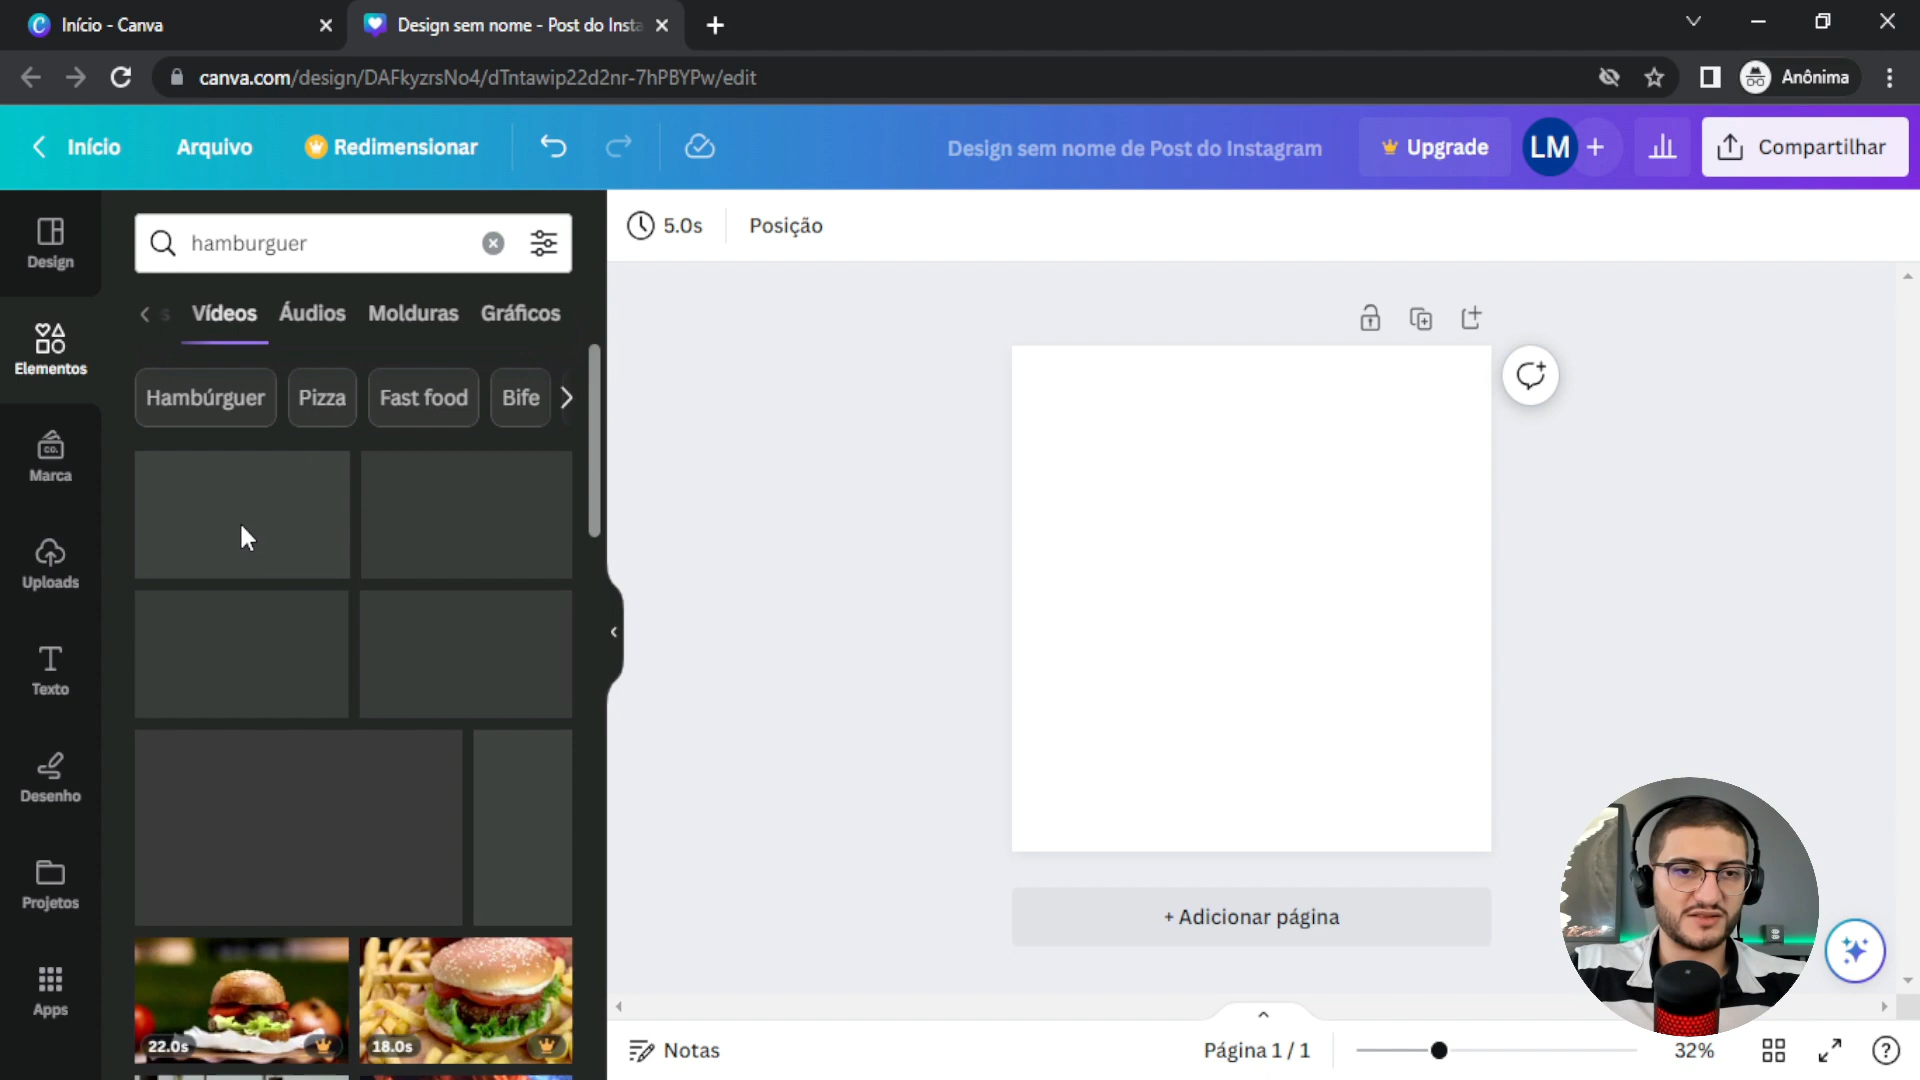 Início - Canva
Design sem nome - Post do Insta
canva.com/design/DAFkyzrsNo4/dTntawip22d2nr-7hPBYPw/edit
Anônima
Início
Arquivo
Redimensionar
Design sem nome de Post do Instagram
Upgrade
LM
Compartilhar
Design
Elementos
Marca
CO.
Uploads
Texto
Desenho
Projetos
Apps
hamburguer
s
Vídeos
Áudios
Molduras
Gráficos
Hambúrguer
Pizza
Fast food
Bife
22.0s
18.0s
5.0s
Posição
+ Adicionar página
Notas
Página 1 / 1
32%